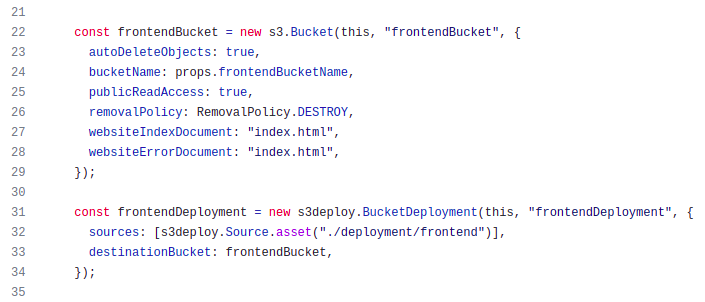 21
22 const frontendBucket = new s3.Bucket(this, "frontendBucket", {
23 autoDeleteObjects: true,
24 bucketName: props.frontendBucketName,
25 publicReadAccess: true,
26 removalPolicy: RemovalPolicy.DESTROY,
27 websiteIndexDocument: "index.html",
28 websiteErrorDocument: "index.html",
29 });
30
31 const frontendDeployment = new s3deploy.BucketDeployment(this, "frontendDeployment", {
32 sources: [s3deploy.Source.asset("./deployment/frontend")],
33 destinationBucket: frontendBucket,
34 });
35